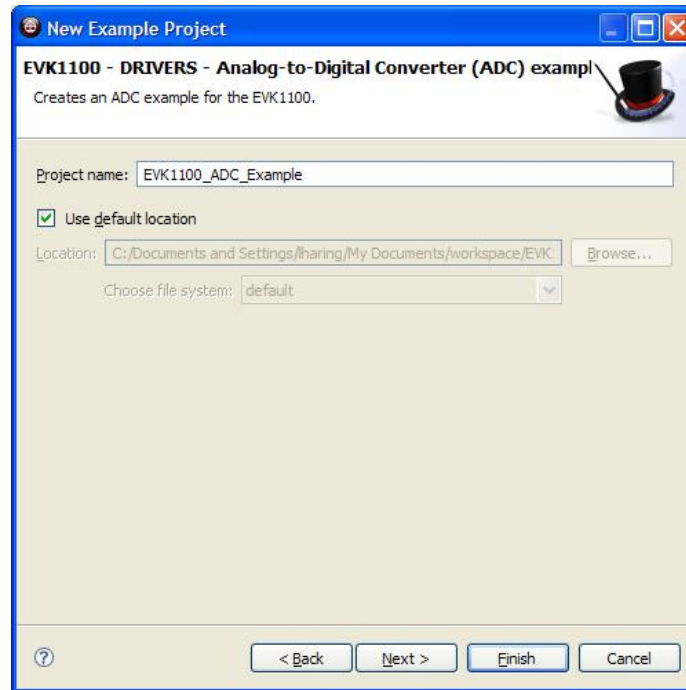 New Example Project
EVK1100 - DRIVERS - Analog-to-Digital Converter (ADC) exampl
Creates an ADC example for the EVK1100.
Project name: EVK1100_ADC_Example
Use default location
Location: C:/Documents and Settings/lharing/My Documents/workspace/EVK Browse...
Choose file system: default
< Back Next > Finish Cancel